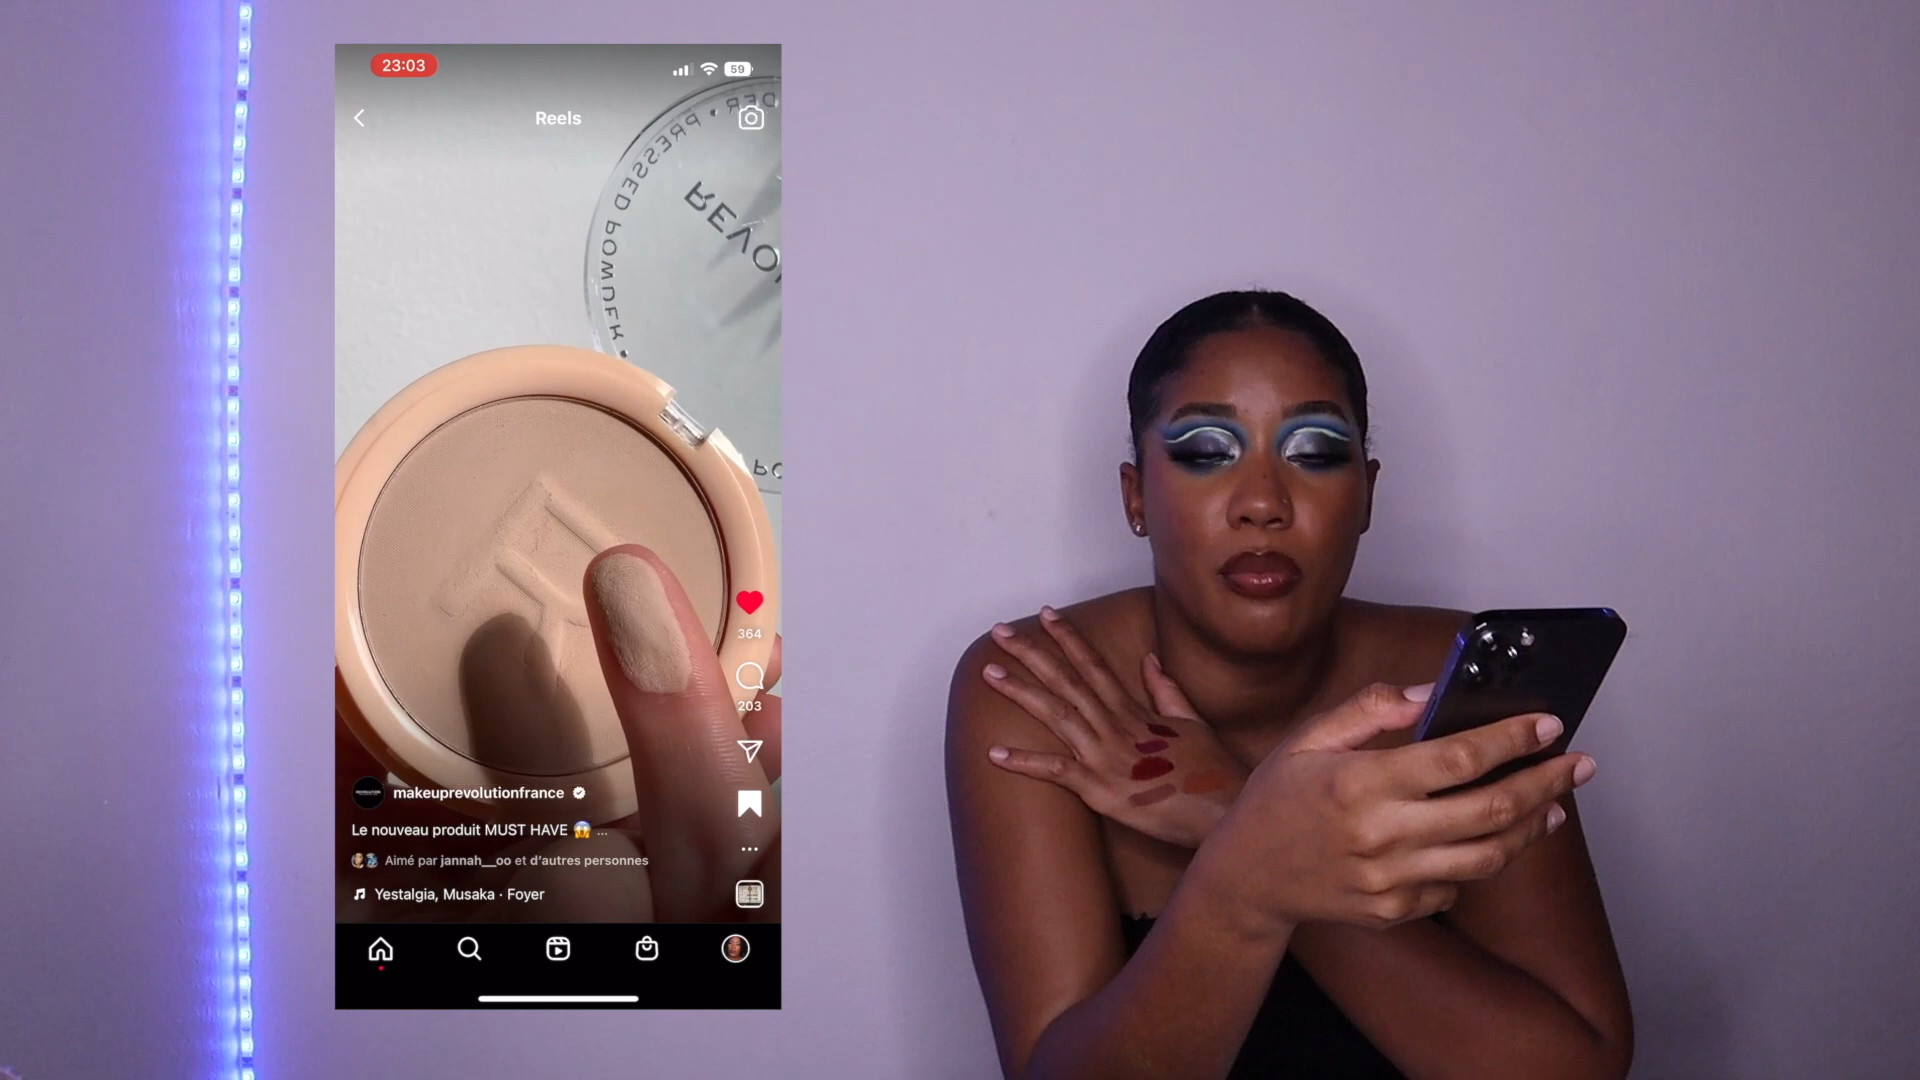 23:03
59
Reels
PRESSED POWDER
REVO
364
203
makeuprevolutionfrance
Le nouveau produit MUST HAVE 😱 ...
Aimé par jannah__oo et d'autres personnes
Yestalgia, Musaka · Foyer